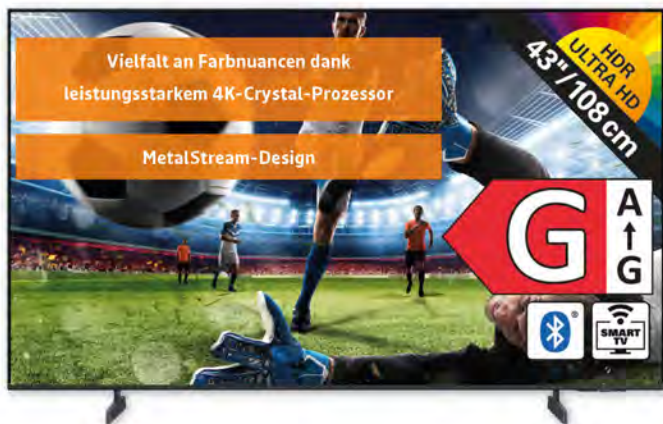 Vielfalt an Farbnuancen dank
leistungsstarkem 4K-Crystal-Prozessor
MetalStream-Design
HDR
ULTRA HD
43"/108 cm
G
A
↑
G
®
SMART
TV